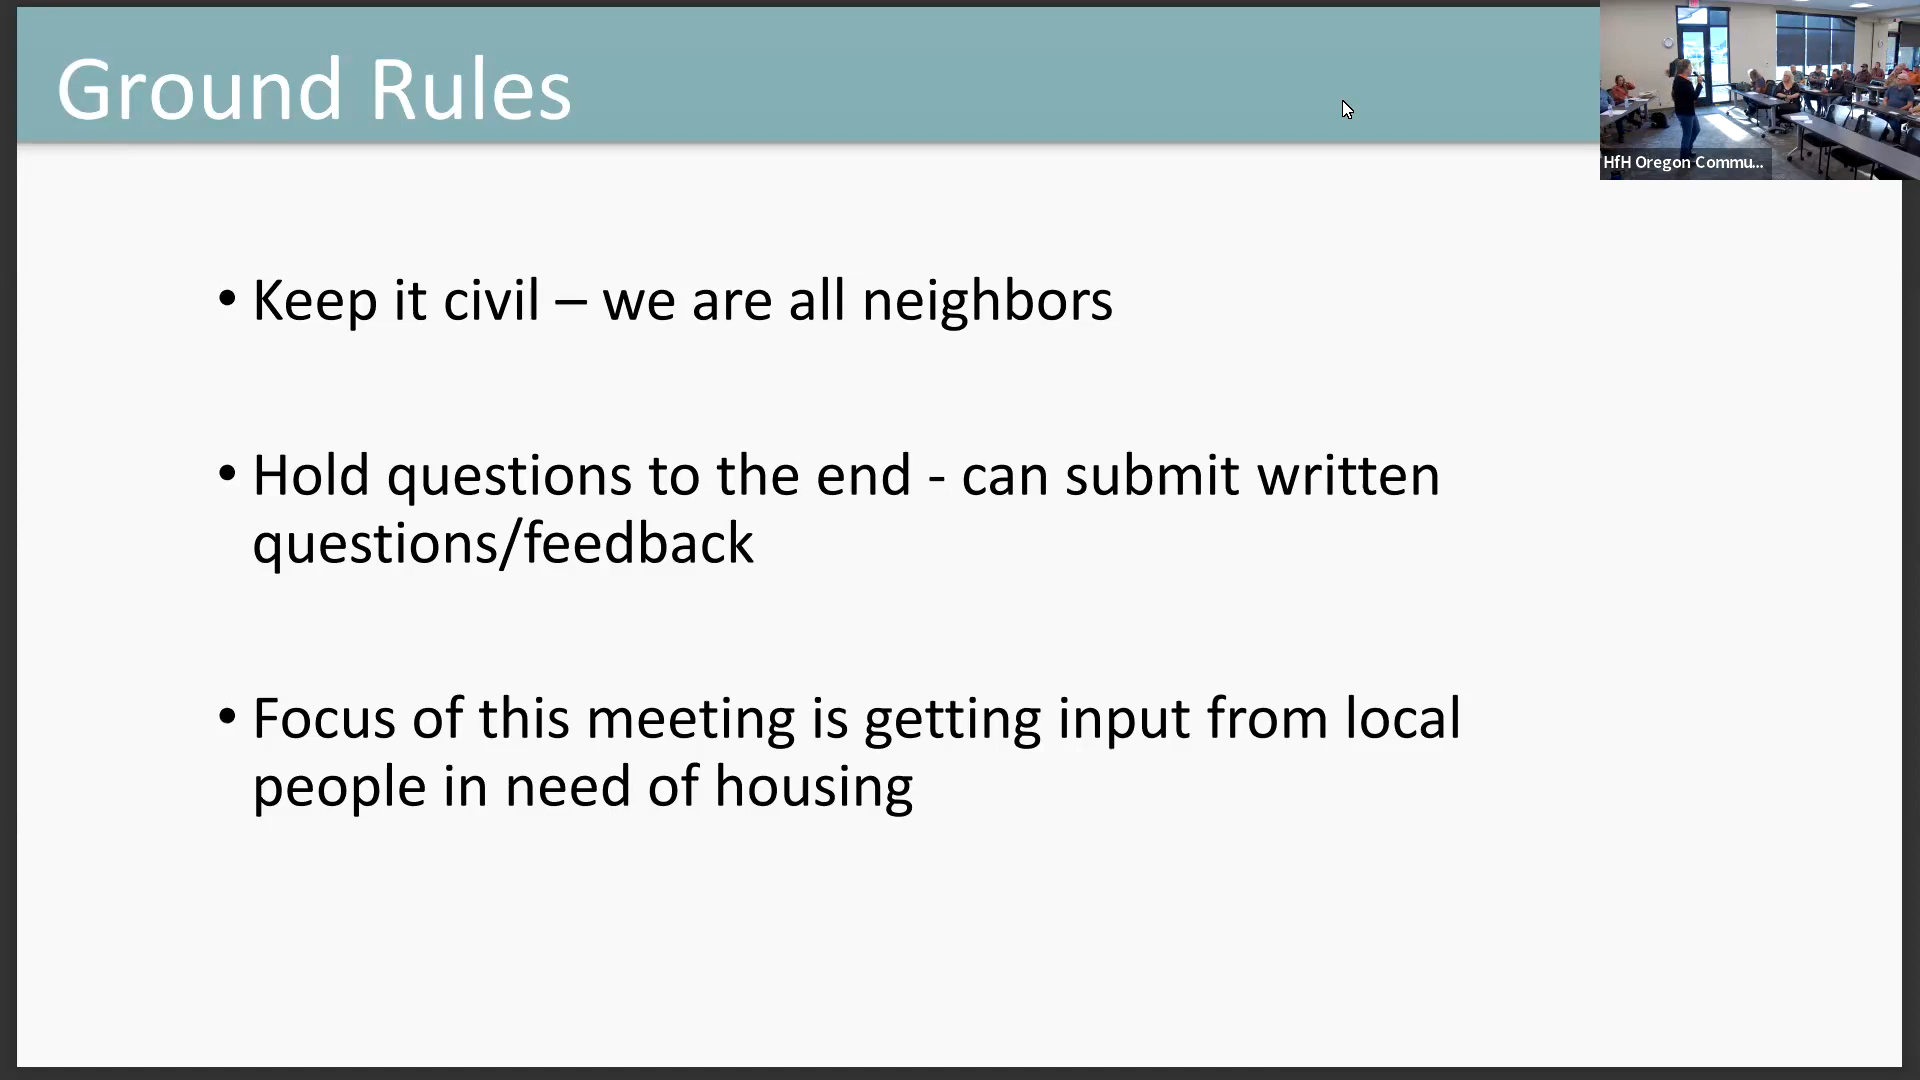 Ground Rules
HfH Oregon Commu...
• Keep it civil – we are all neighbors
• Hold questions to the end - can submit written
questions/feedback
• Focus of this meeting is getting input from local
people in need of housing